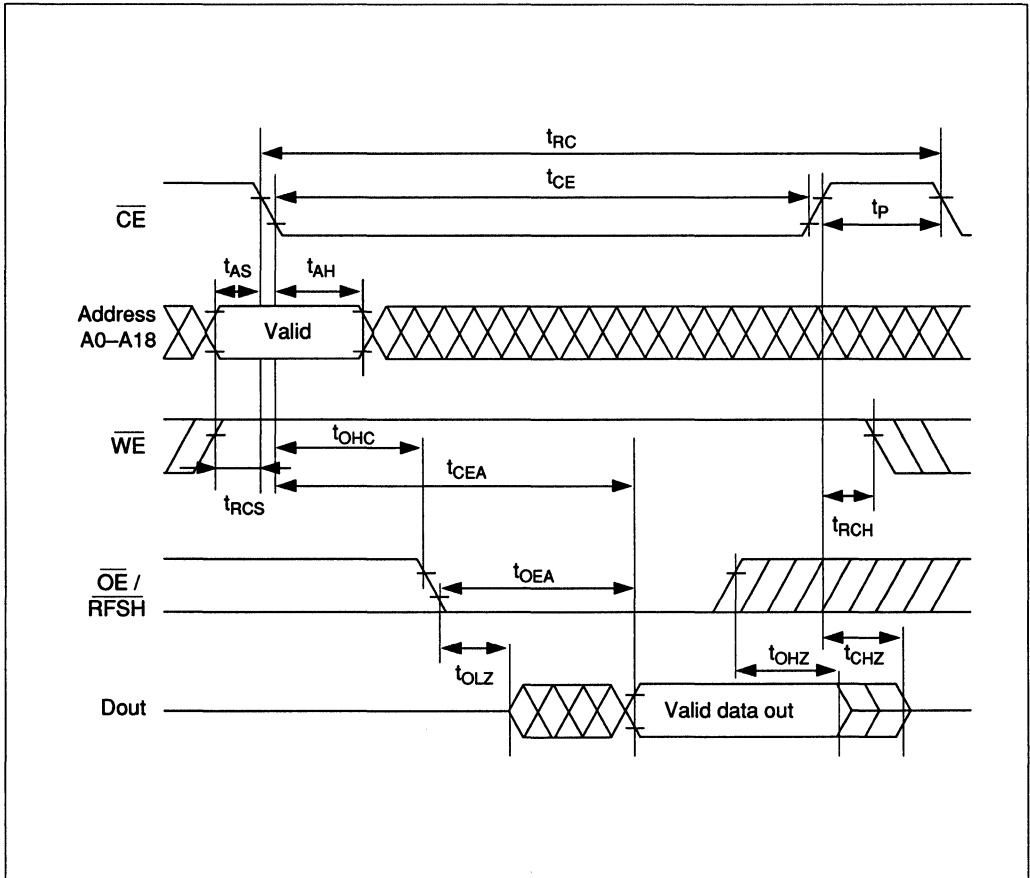 tRC
tCE
CE
tP
tAS
tAH
Address
A0–A18
Valid
WE
tOHC
tCEA
tRCS
tRCH
OE /
RFSH
tOEA
tOLZ
tOHZ
tCHZ
Dout
Valid data out